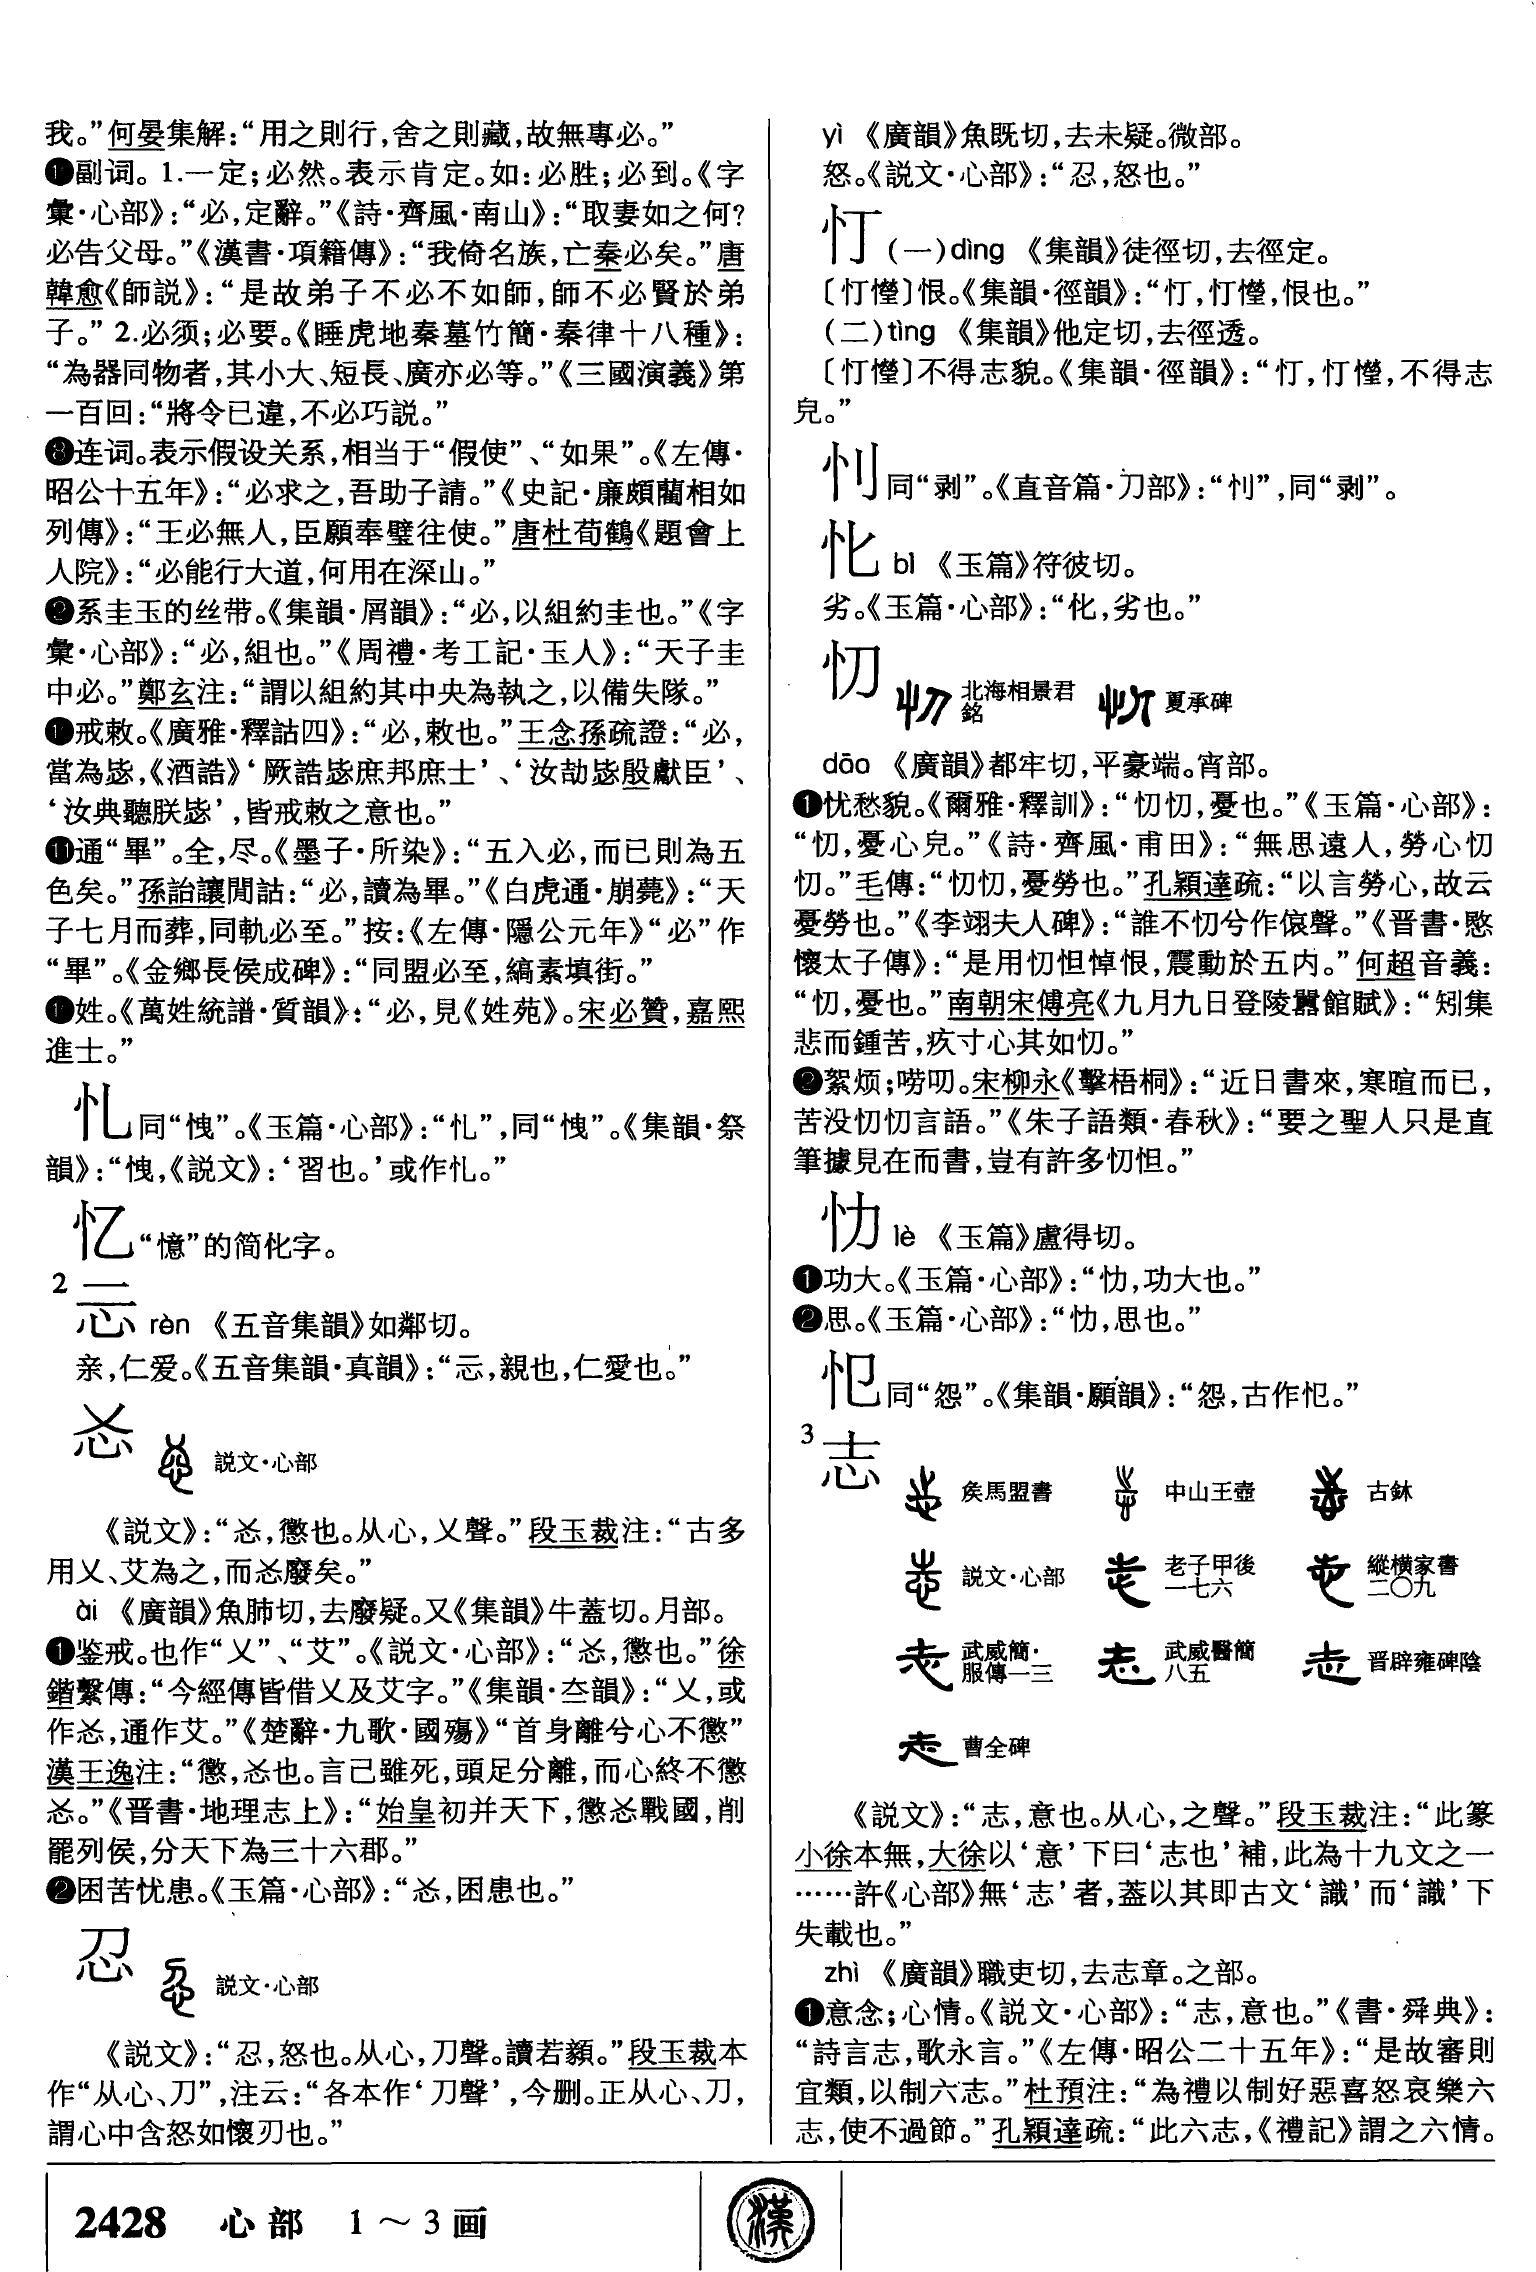 我。”何晏集解：“用之則行，舍之則藏，故無專必。”
❼副词。1.一定；必然。表示肯定。如：必胜；必到。《字
彙·心部》：“必，定辭。”《詩·齊風·南山》：“取妻如之何？
必告父母。”《漢書·項籍傳》：“我倚名族，亡秦必矣。”唐
韓愈《師説》：“是故弟子不必不如師，師不必賢於弟
子。”2.必须；必要。《睡虎地秦墓竹簡·秦律十八種》：
“為器同物者，其小大、短長、廣亦必等。”《三國演義》第
一百回：“將令已違，不必巧説。”
❽连词。表示假设关系，相当于“假使”、“如果”。《左傳·
昭公十五年》：“必求之，吾助子請。”《史記·廉頗藺相如
列傳》：“王必無人，臣願奉璧往使。”唐杜荀鶴《題會上
人院》：“必能行大道，何用在深山。”
❾系圭玉的丝带。《集韻·屑韻》：“必，以組約圭也。”《字
彙·心部》：“必，組也。”《周禮·考工記·玉人》：“天子圭
中必。”鄭玄注：“謂以組約其中央為執之，以備失隊。”
❿戒敕。《廣雅·釋詁四》：“必，敕也。”王念孫疏證：“必，
當為毖，《酒誥》‘厥誥毖庶邦庶士’、‘汝劼毖殷獻臣’、
‘汝典聽朕毖’，皆戒敕之意也。”
⓫通“畢”。全，尽。《墨子·所染》：“五入必，而已則為五
色矣。”孫詒讓閒詁：“必，讀為畢。”《白虎通·崩薨》：“天
子七月而葬，同軌必至。”按：《左傳·隱公元年》“必”作
“畢”。《金鄉長侯成碑》：“同盟必至，縞素填街。”
⓬姓。《萬姓統譜·質韻》：“必，見《姓苑》。宋必贊，嘉熙
進士。”
忇 同“愧”。《玉篇·心部》：“忇”，同“愧”。《集韻·祭
韻》：“愧，《説文》：‘習也。’或作忇。”
忆 “憶”的简化字。
2 忈 rèn 《五音集韻》如鄰切。
亲，仁爱。《五音集韻·真韻》：“忈，親也，仁愛也。”
㣻 説文·心部
《説文》：“㣻，懲也。从心，乂聲。”段玉裁注：“古多
用乂、艾為之，而㣻廢矣。”
ài 《廣韻》魚肺切，去廢疑。又《集韻》牛蓋切。月部。
❶鉴戒。也作“乂”、“艾”。《説文·心部》：“㣻，懲也。”徐
鍇繫傳：“今經傳皆借乂及艾字。”《集韻·夳韻》：“乂，或
作㣻，通作艾。”《楚辭·九歌·國殤》“首身離兮心不懲”
漢王逸注：“懲，㣻也。言己雖死，頭足分離，而心終不懲
㣻。”《晋書·地理志上》：“始皇初并天下，懲㣻戰國，削
罷列侯，分天下為三十六郡。”
❷困苦忧患。《玉篇·心部》：“㣻，困患也。”
㣼 説文·心部
《説文》：“㣼，怒也。从心，刀聲。讀若顡。”段玉裁本
作“从心、刀”，注云：“各本作‘刀聲’，今删。正从心、刀，
謂心中含怒如懷刃也。”
yì 《廣韻》魚既切，去未疑。微部。
怒。《説文·心部》：“㣼，怒也。”
忊 （一）dìng 《集韻》徒徑切，去徑定。
〔忊憆〕恨。《集韻·徑韻》：“忊，忊憆，恨也。”
（二）tìng 《集韻》他定切，去徑透。
〔忊憆〕不得志貌。《集韻·徑韻》：“忊，忊憆，不得志
皃。”
忉 同“剥”。《直音篇·刀部》：“刌”，同“剥”。
㣶 bǐ 《玉篇》符彼切。
劣。《玉篇·心部》：“㣶，劣也。”
忉 北海相景君銘 夏承碑
dāo 《廣韻》都牢切，平豪端。宵部。
❶忧愁貌。《爾雅·釋訓》：“忉忉，憂也。”《玉篇·心部》：
“忉，憂心皃。”《詩·齊風·甫田》：“無思遠人，勞心忉
忉。”毛傳：“忉忉，憂勞也。”孔穎達疏：“以言勞心，故云
憂勞也。”《李翊夫人碑》：“誰不忉兮作哀聲。”《晋書·愍
懷太子傳》：“是用忉怛悼恨，震動於五内。”何超音義：
“忉，憂也。”南朝宋傅亮《九月九日登陵囂館賦》：“矧集
悲而鍾苦，疚寸心其如忉。”
❷絮烦；唠叨。宋柳永《擊梧桐》：“近日書來，寒暄而已，
苦没忉忉言語。”《朱子語類·春秋》：“要之聖人只是直
筆據見在而書，豈有許多忉怛。”
忇 lè 《玉篇》盧得切。
❶功大。《玉篇·心部》：“忇，功大也。”
❷思。《玉篇·心部》：“忇，思也。”
㤪 同“怨”。《集韻·願韻》：“怨，古作㤪。”
3 志 矦馬盟書 中山王壺 古鉥
説文·心部 老子甲後一七六 縱横家書二〇九
武威簡·服傳一三 武威醫簡八五 晋辟雍碑陰
曹全碑
《説文》：“志，意也。从心，之聲。”段玉裁注：“此篆
小徐本無，大徐以‘意’下曰‘志也’補，此為十九文之一
……許《心部》無‘志’者，蓋以其即古文‘識’而‘識’下
失載也。”
zhì 《廣韻》職吏切，去志章。之部。
❶意念；心情。《説文·心部》：“志，意也。”《書·舜典》：
“詩言志，歌永言。”《左傳·昭公二十五年》：“是故審則
宜類，以制六志。”杜預注：“為禮以制好惡喜怒哀樂六
志，使不過節。”孔穎達疏：“此六志，《禮記》謂之六情。
2428 心部 1～3画
漢